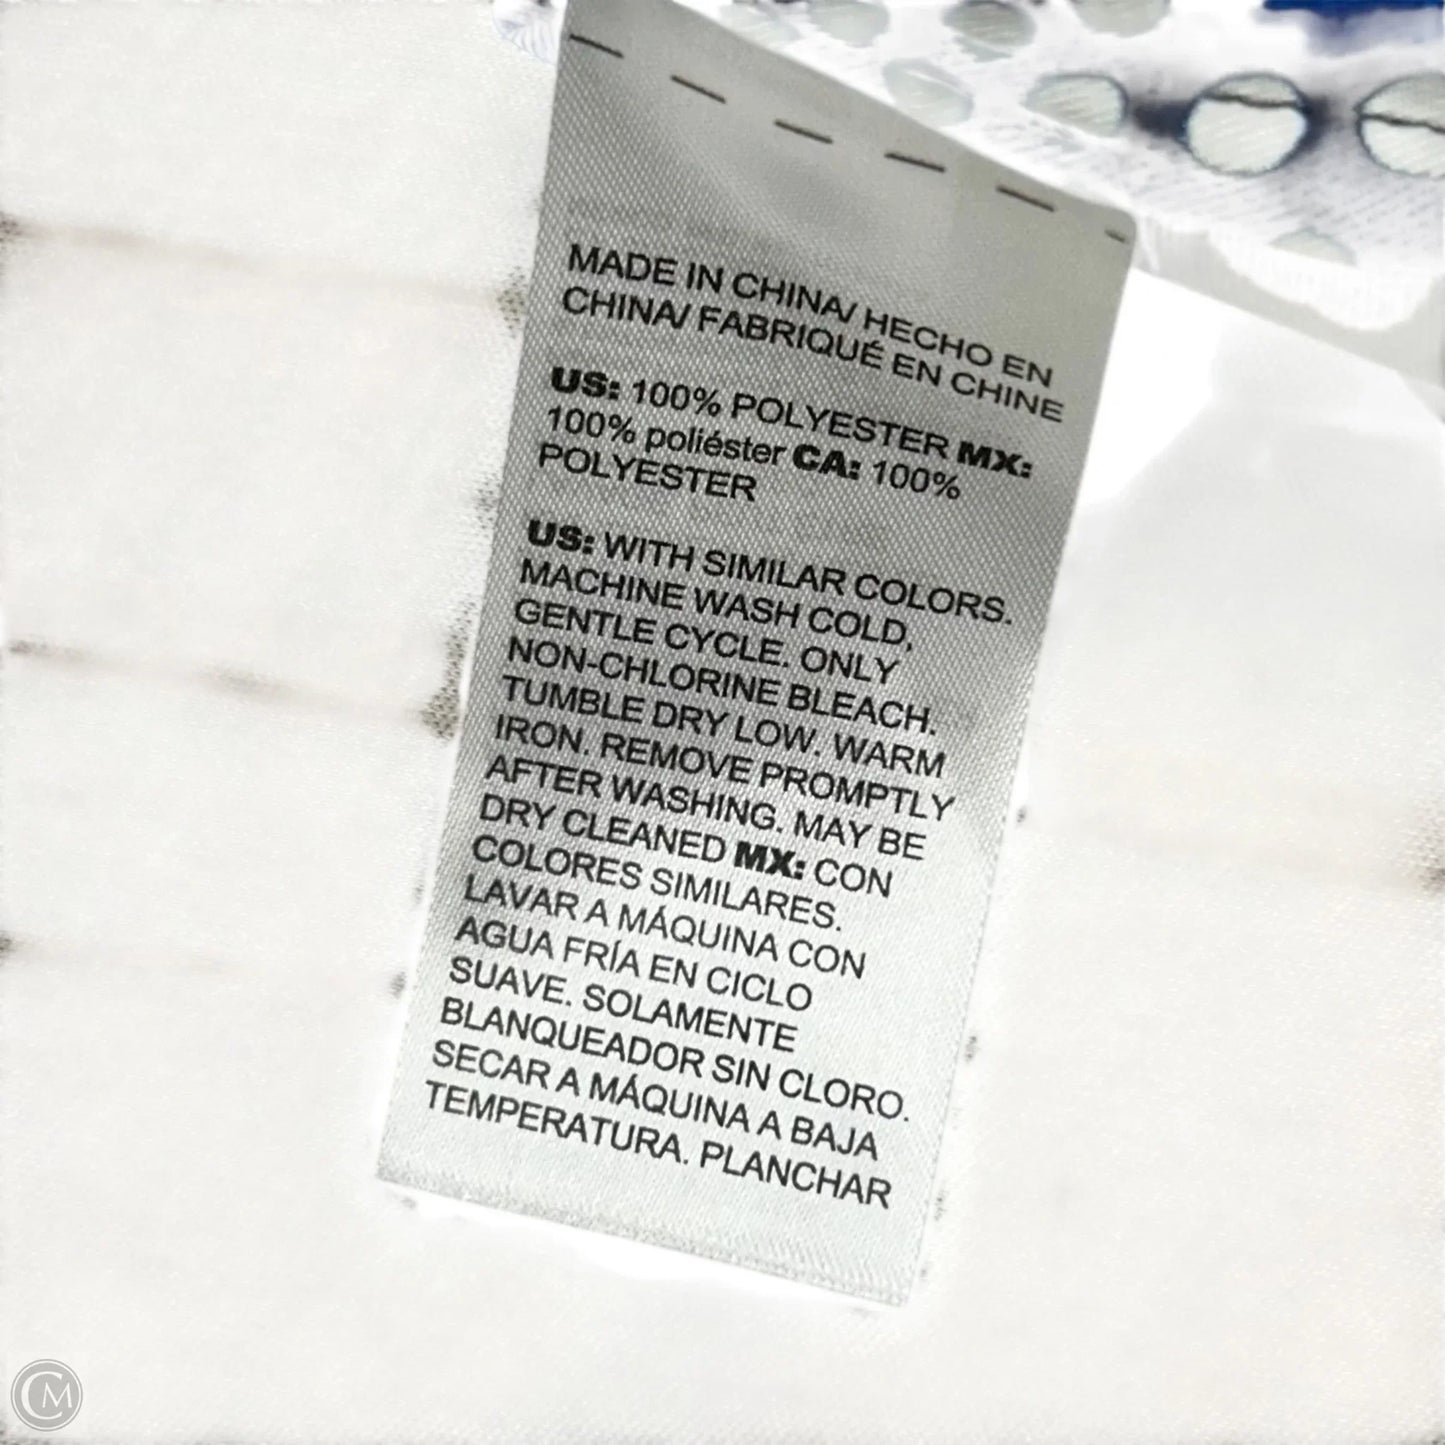 MADE IN CHINA/ HECHO EN
CHINA/ FABRIQUÉ EN CHINE
US: 100% POLYESTER MX:
100% poliéster CA: 100%
POLYESTER
US: WITH SIMILAR COLORS.
MACHINE WASH COLD,
GENTLE CYCLE. ONLY
NON-CHLORINE BLEACH.
TUMBLE DRY LOW. WARM
IRON. REMOVE PROMPTLY
AFTER WASHING. MAY BE
DRY CLEANED MX: CON
COLORES SIMILARES.
LAVAR A MÁQUINA CON
AGUA FRÍA EN CICLO
SUAVE. SOLAMENTE
BLANQUEADOR SIN CLORO.
SECAR A MÁQUINA A BAJA
TEMPERATURA. PLANCHAR
CM